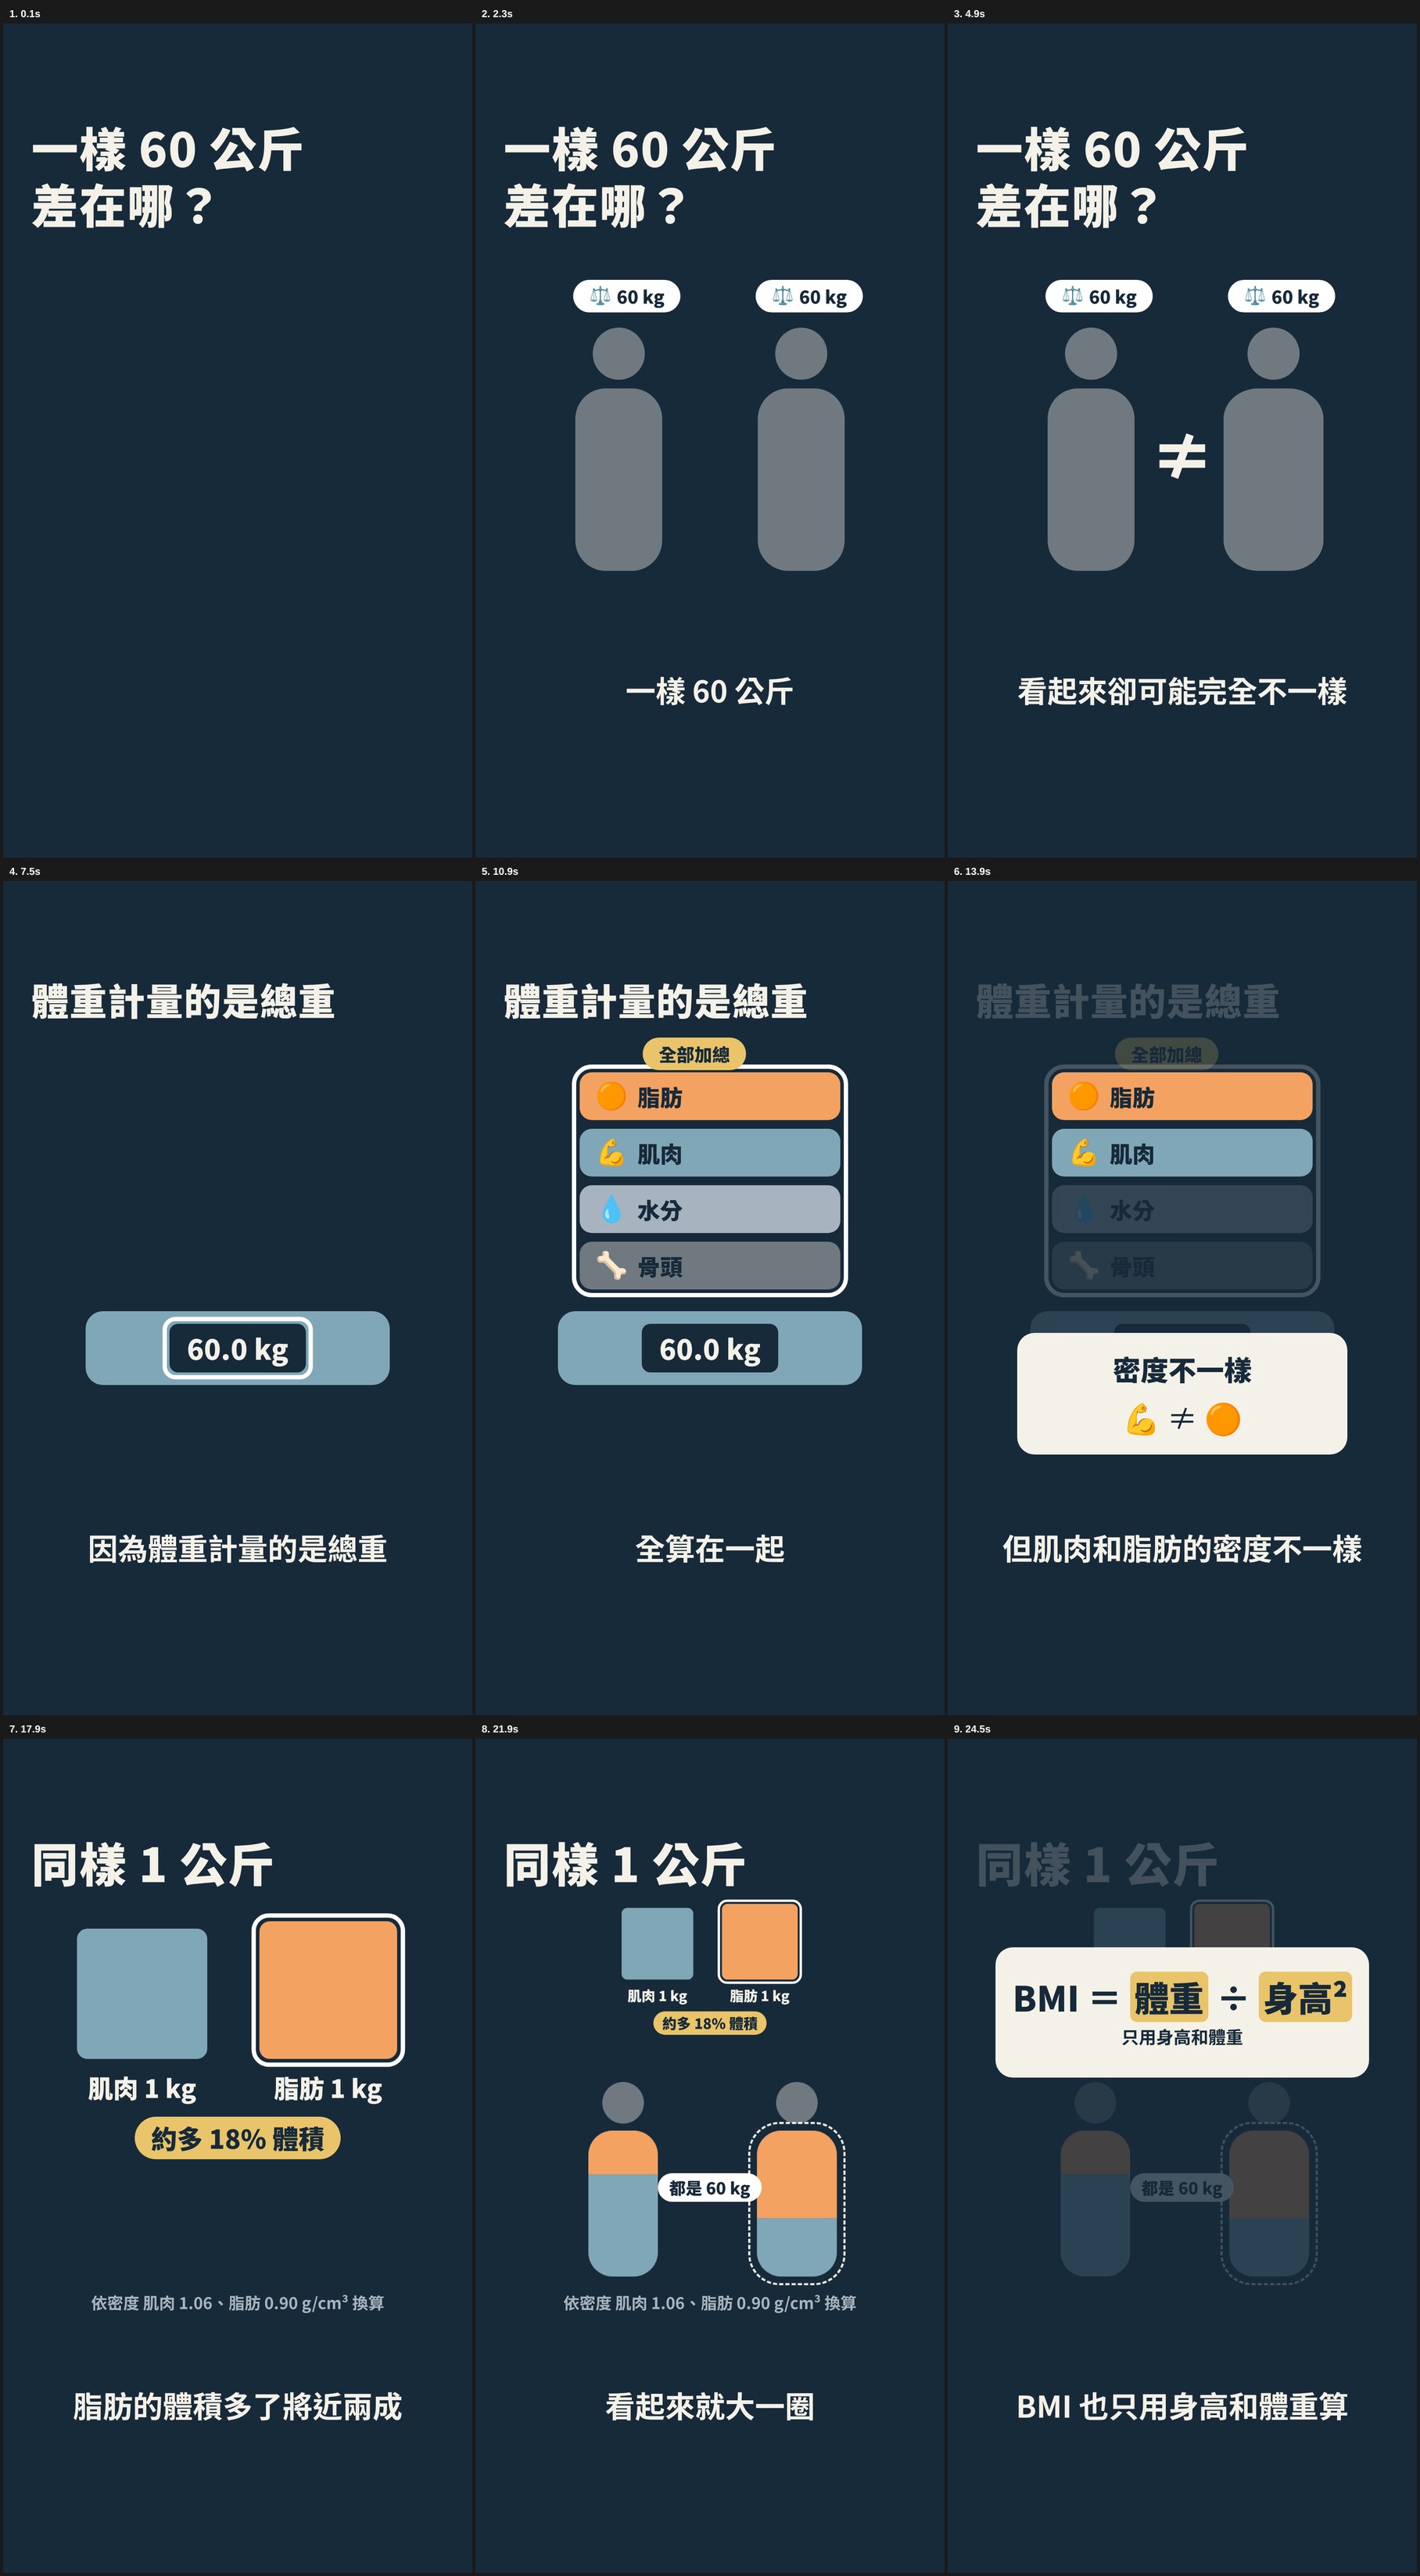 1. 0.1s
一樣 60 公斤
差在哪？
2. 2.3s
一樣 60 公斤
差在哪？
60 kg
60 kg
一樣 60 公斤
3. 4.9s
一樣 60 公斤
差在哪？
60 kg
60 kg
≠
看起來卻可能完全不一樣
4. 7.5s
體重計量的是總重
60.0 kg
因為體重計量的是總重
5. 10.9s
體重計量的是總重
全部加總
脂肪
肌肉
水分
骨頭
60.0 kg
全算在一起
6. 13.9s
體重計量的是總重
全部加總
脂肪
肌肉
水分
骨頭
密度不一樣
≠
但肌肉和脂肪的密度不一樣
7. 17.9s
同樣 1 公斤
肌肉 1 kg
脂肪 1 kg
約多 18% 體積
依密度 肌肉 1.06、脂肪 0.90 g/cm³ 換算
脂肪的體積多了將近兩成
8. 21.9s
同樣 1 公斤
肌肉 1 kg
脂肪 1 kg
約多 18% 體積
都是 60 kg
依密度 肌肉 1.06、脂肪 0.90 g/cm³ 換算
看起來就大一圈
9. 24.5s
同樣 1 公斤
BMI = 體重 ÷ 身高²
只用身高和體重
都是 60 kg
BMI 也只用身高和體重算